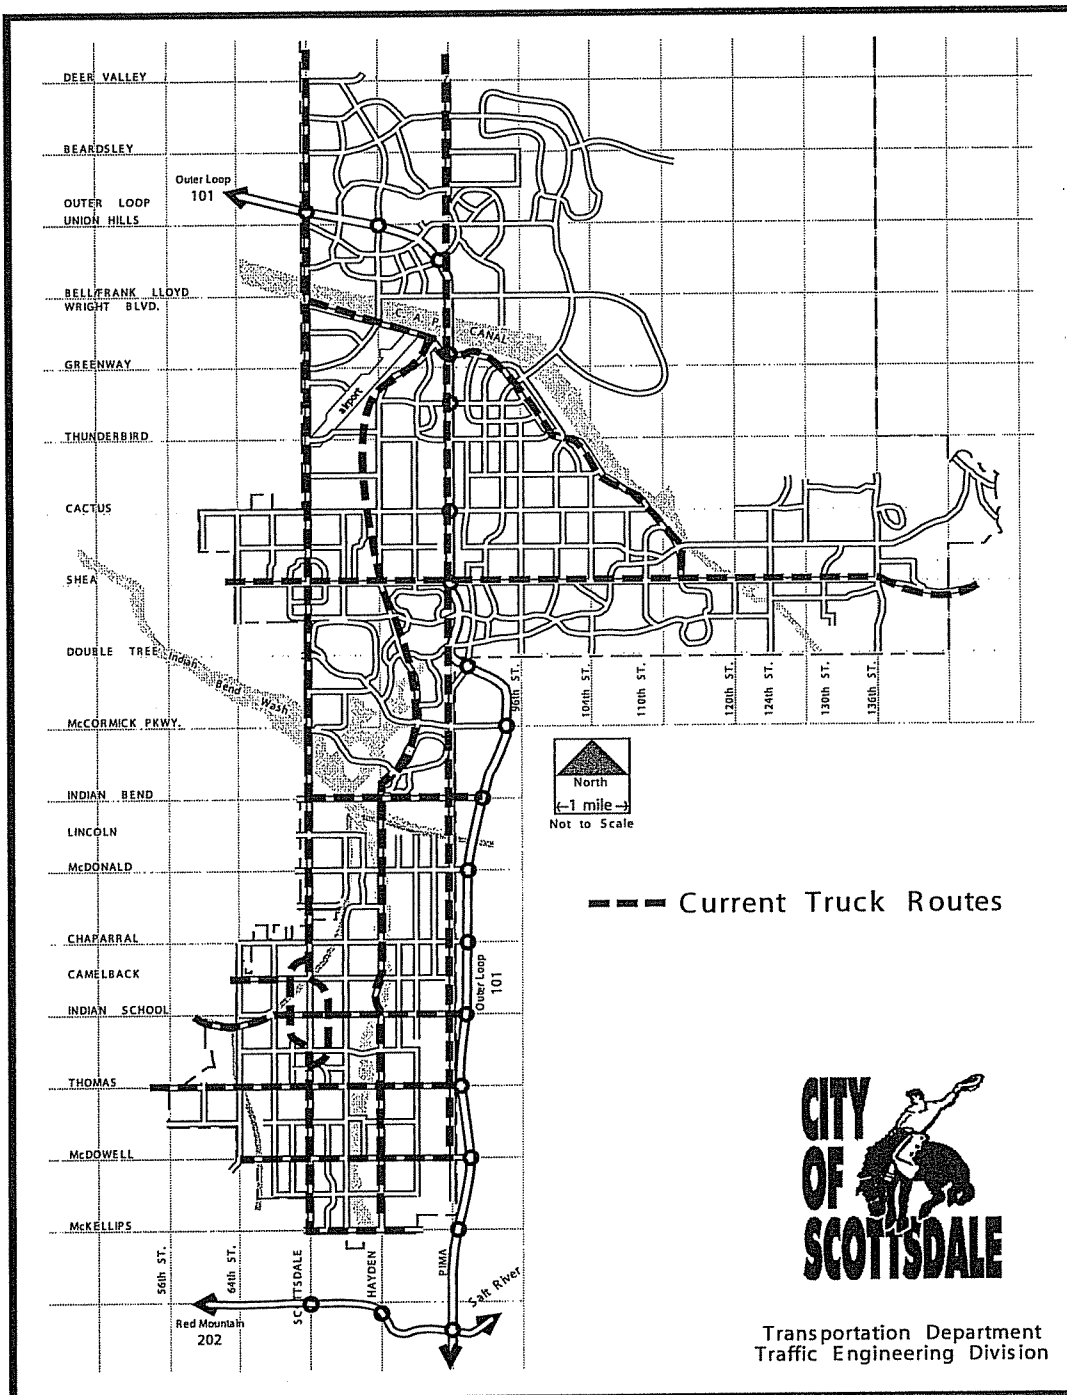 DEER VALLEY
BEARDSLEY
Outer Loop
101
OUTER LOOP
UNION HILLS
BELL/FRANK LLOYD
WRIGHT BLVD.
C. A. P. CANAL
GREENWAY
airport
THUNDERBIRD
CACTUS
SHEA
DOUBLE TREE
Indian Bend Wash
96th ST.
104th ST.
110th ST.
120th ST.
124th ST.
130th ST.
136th ST.
McCORMICK PKWY.
North
1 mile
Not to Scale
INDIAN BEND
LINCOLN
McDONALD
Current Truck Routes
CHAPARRAL
CAMELBACK
Outer Loop
101
INDIAN SCHOOL
THOMAS
McDOWELL
McKELLIPS
56th ST.
64th ST.
SCOTTSDALE
HAYDEN
PIMA
Salt River
Red Mountain
202
CITY
OF
SCOTTSDALE
Transportation Department
Traffic Engineering Division